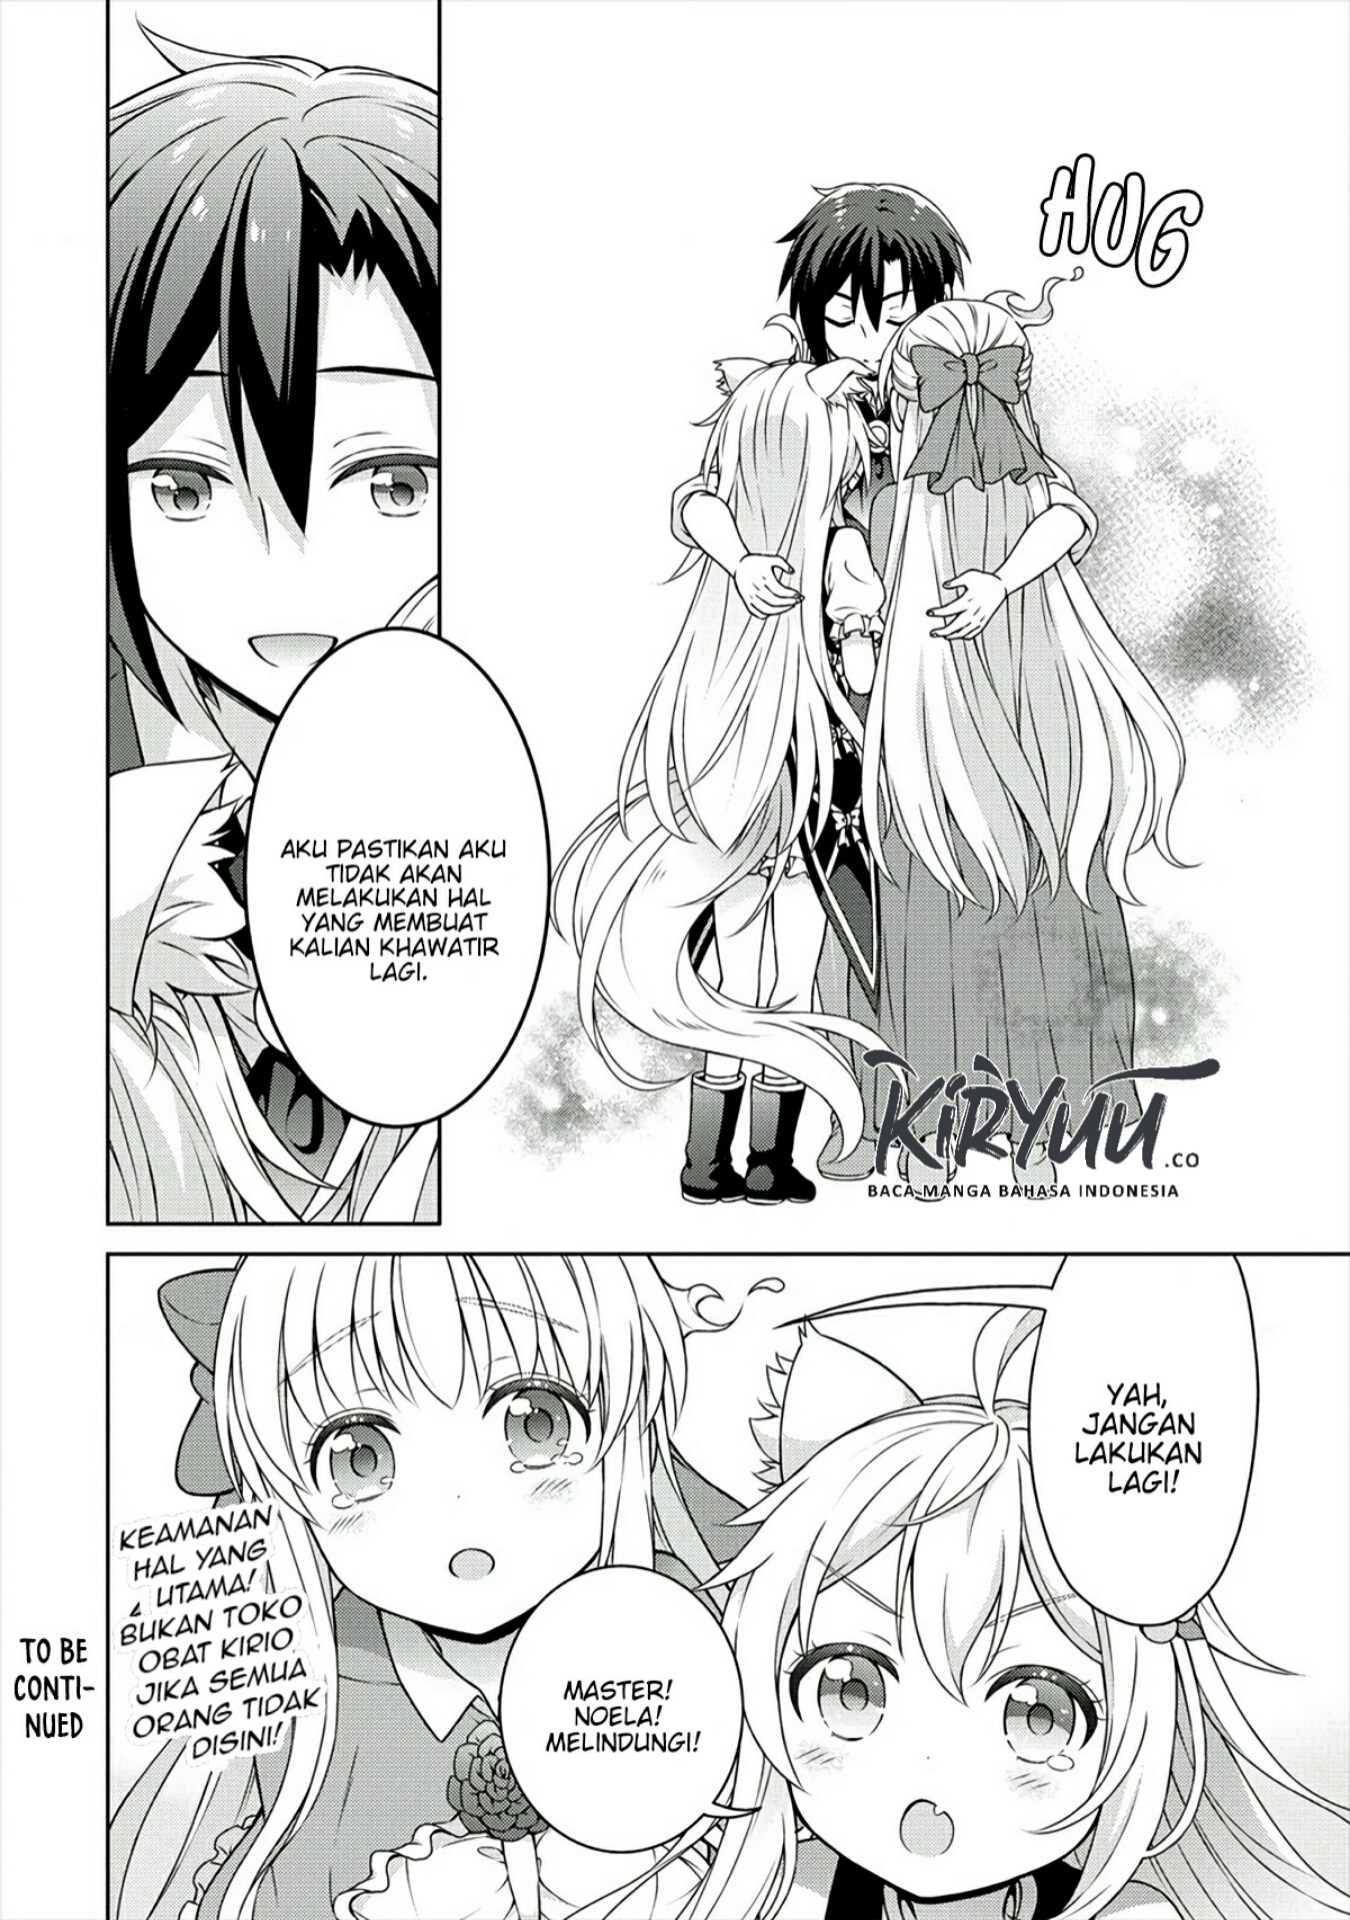 HUG
AKU PASTIKAN AKU
TIDAK AKAN
MELAKUKAN HAL
YANG MEMBUAT
KALIAN KHAWATIR
LAGI.
KIRYUU.CO
BACA MANGA BAHASA INDONESIA
YAH,
JANGAN
LAKUKAN
LAGI!
MASTER!
NOELA!
MELINDUNGI!
KEAMANAN
HAL YANG
UTAMA!
BUKAN TOKO
OBAT KIRIO
JIKA SEMUA
ORANG TIDAK
DISINI!
TO BE
CONTI-
NUED